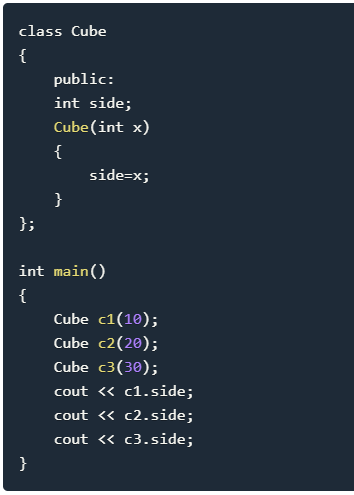 class Cube
{
    public:
    int side;
    Cube(int x)
    {
        side=x;
    }
};

int main()
{
    Cube c1(10);
    Cube c2(20);
    Cube c3(30);
    cout << c1.side;
    cout << c2.side;
    cout << c3.side;
}